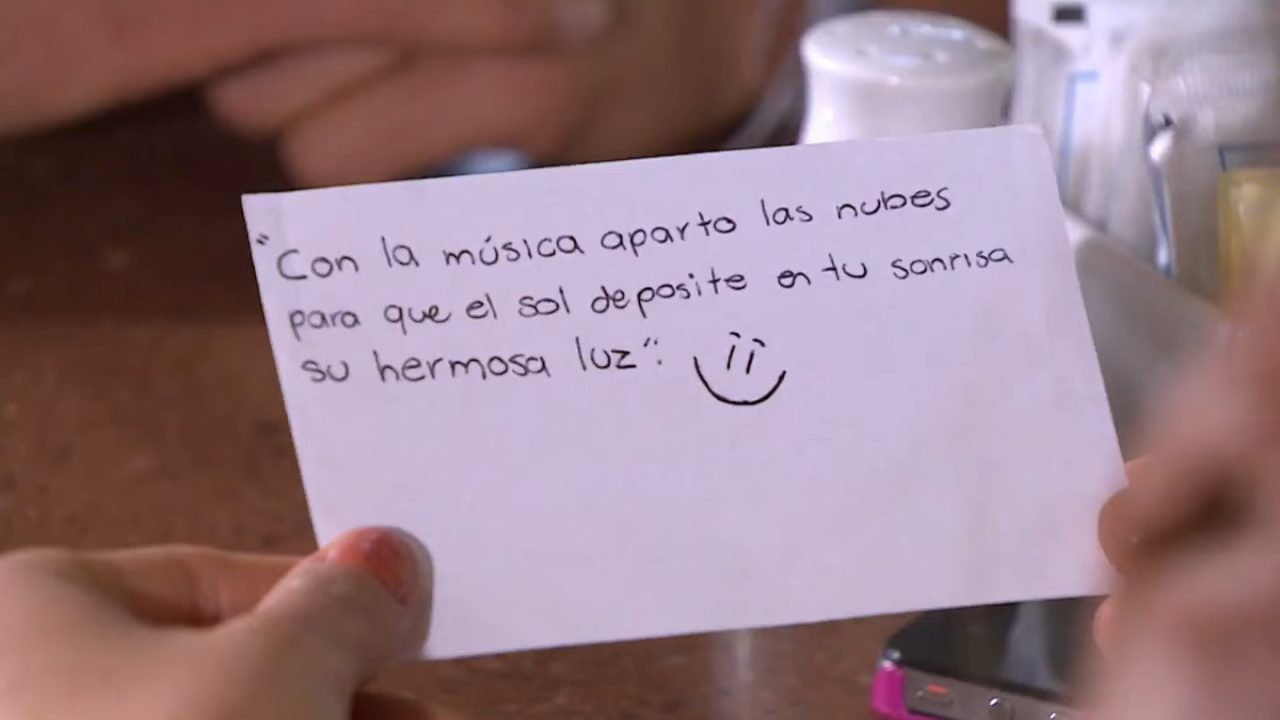 "Con la música aparto las nubes
para que el sol deposite en tu sonrisa
su hermosa luz".